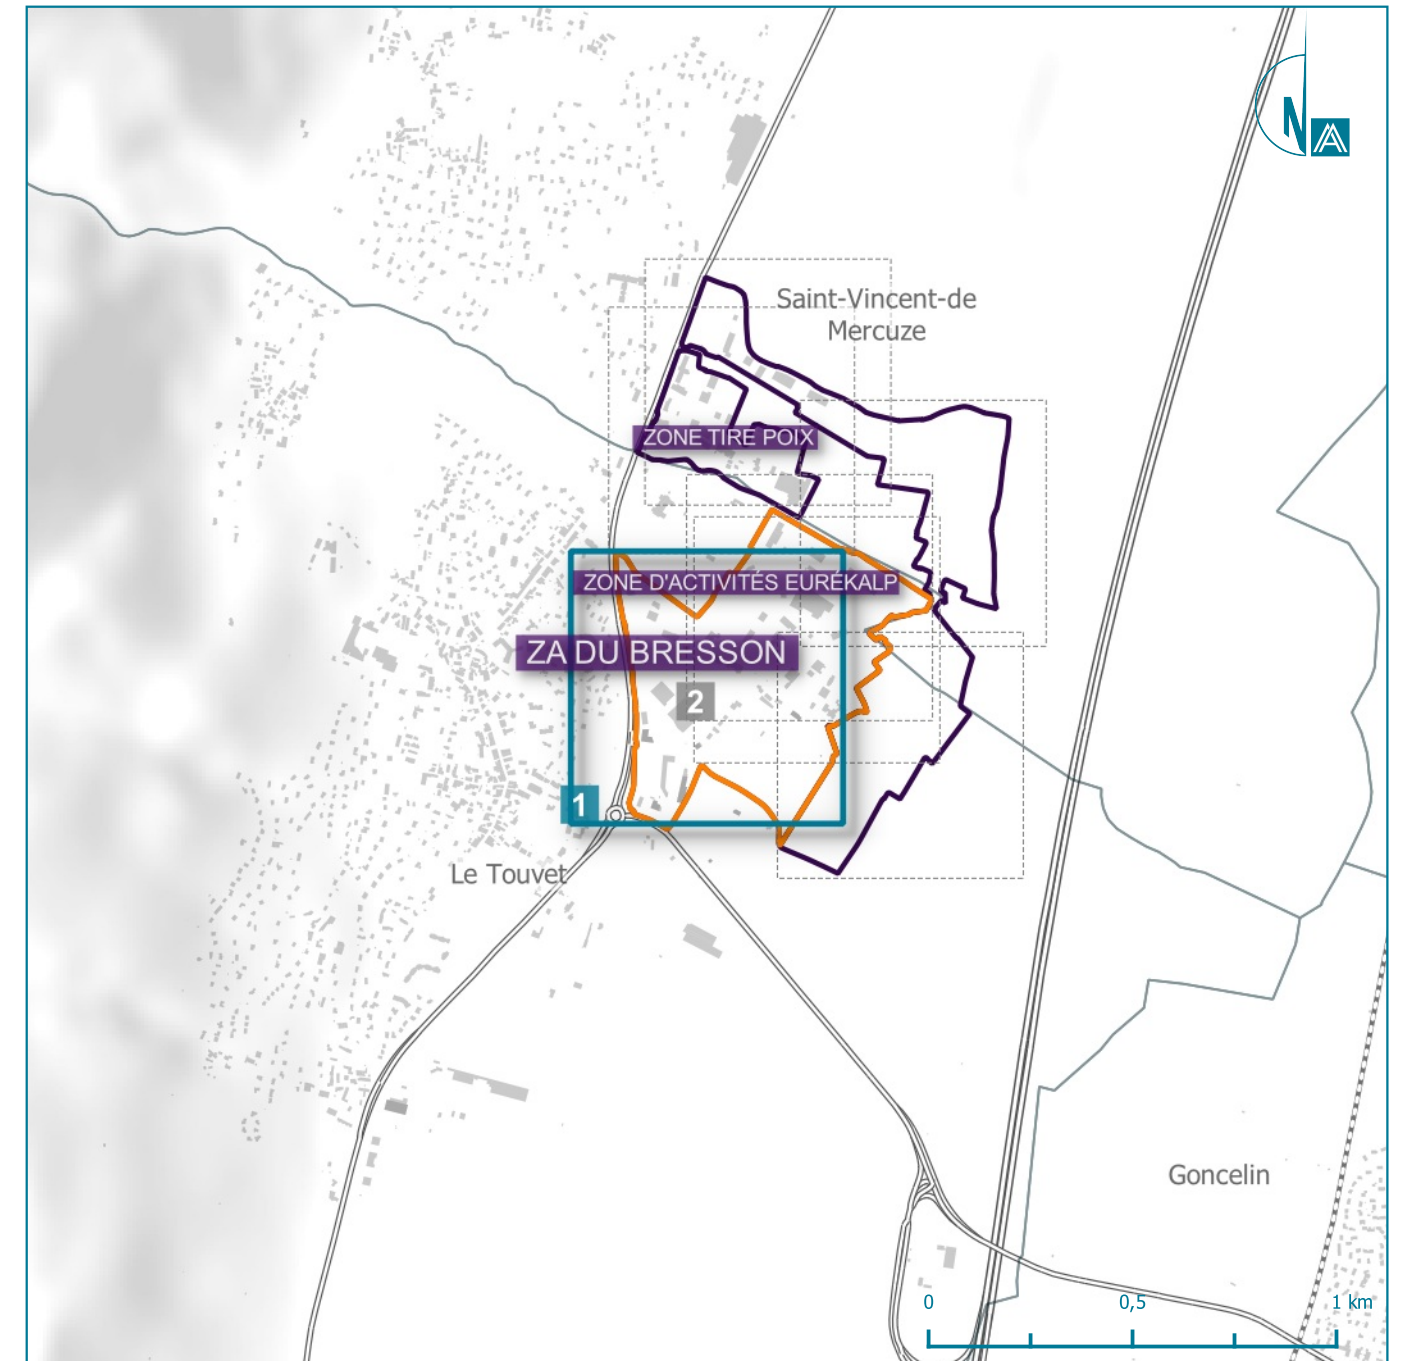 N
Saint-Vincent-de
Mercuze
ZONE TIRE POIX
ZONE D'ACTIVITÉS EURÉKALP
ZA DU BRESSON
2
1
Le Touvet
Goncelin
0 0,5 1 km